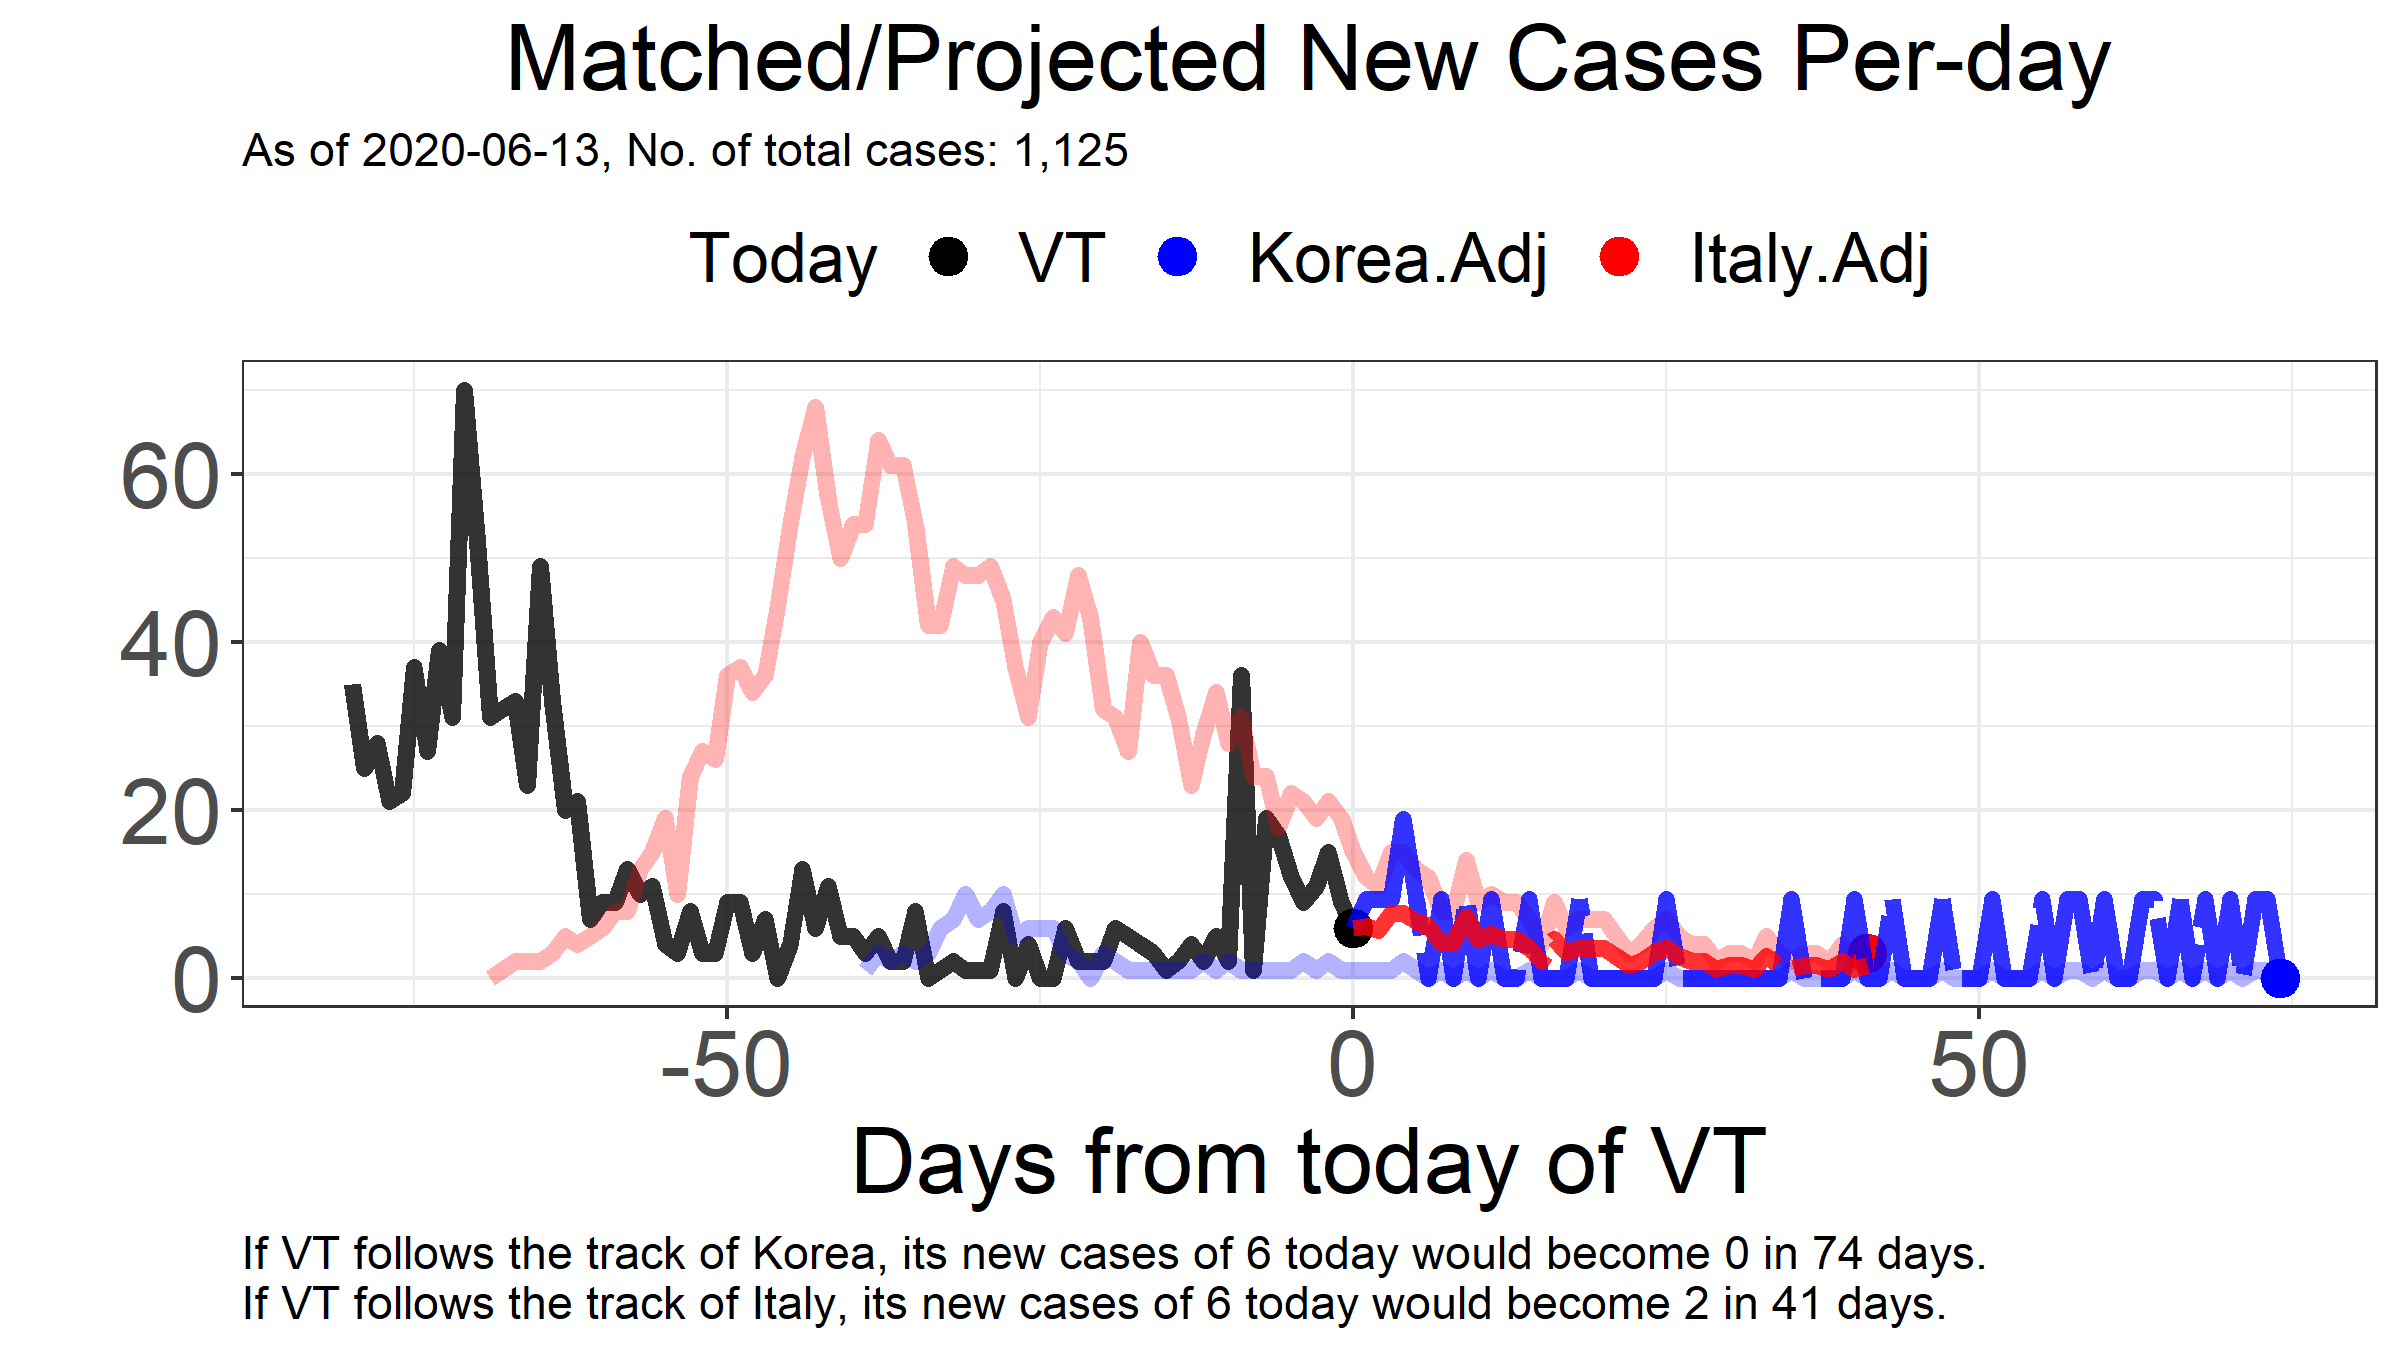 Matched/Projected New Cases Per-day
As of 2020-06-13, No. of total cases: 1,125
Today VT Korea.Adj Italy.Adj
60
40
20
0
-50 0 50
Days from today of VT
If VT follows the track of Korea, its new cases of 6 today would become 0 in 74 days.
If VT follows the track of Italy, its new cases of 6 today would become 2 in 41 days.